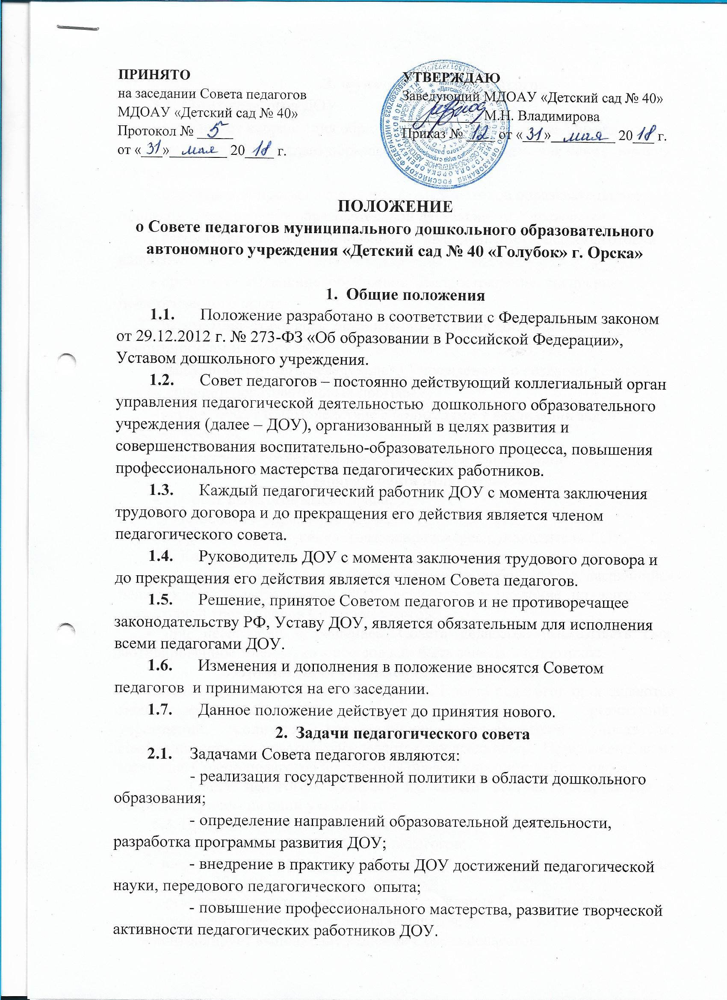 ПРИНЯТО
на заседании Совета педагогов
МДОАУ «Детский сад № 40»
Протокол № 5
от «31» мая 2018 г.
УТВЕРЖДАЮ
Заведующий МДОАУ «Детский сад № 40»
М.Н. Владимирова
Приказ № 12 от «31» мая 2018 г.
ПОЛОЖЕНИЕ
о Совете педагогов муниципального дошкольного образовательного
автономного учреждения «Детский сад № 40 «Голубок» г. Орска»
1. Общие положения
1.1. Положение разработано в соответствии с Федеральным законом
от 29.12.2012 г. № 273-ФЗ «Об образовании в Российской Федерации»,
Уставом дошкольного учреждения.
1.2. Совет педагогов – постоянно действующий коллегиальный орган
управления педагогической деятельностью дошкольного образовательного
учреждения (далее – ДОУ), организованный в целях развития и
совершенствования воспитательно-образовательного процесса, повышения
профессионального мастерства педагогических работников.
1.3. Каждый педагогический работник ДОУ с момента заключения
трудового договора и до прекращения его действия является членом
педагогического совета.
1.4. Руководитель ДОУ с момента заключения трудового договора и
до прекращения его действия является членом Совета педагогов.
1.5. Решение, принятое Советом педагогов и не противоречащее
законодательству РФ, Уставу ДОУ, является обязательным для исполнения
всеми педагогами ДОУ.
1.6. Изменения и дополнения в положение вносятся Советом
педагогов и принимаются на его заседании.
1.7. Данное положение действует до принятия нового.
2. Задачи педагогического совета
2.1. Задачами Совета педагогов являются:
- реализация государственной политики в области дошкольного
образования;
- определение направлений образовательной деятельности,
разработка программы развития ДОУ;
- внедрение в практику работы ДОУ достижений педагогической
науки, передового педагогического опыта;
- повышение профессионального мастерства, развитие творческой
активности педагогических работников ДОУ.